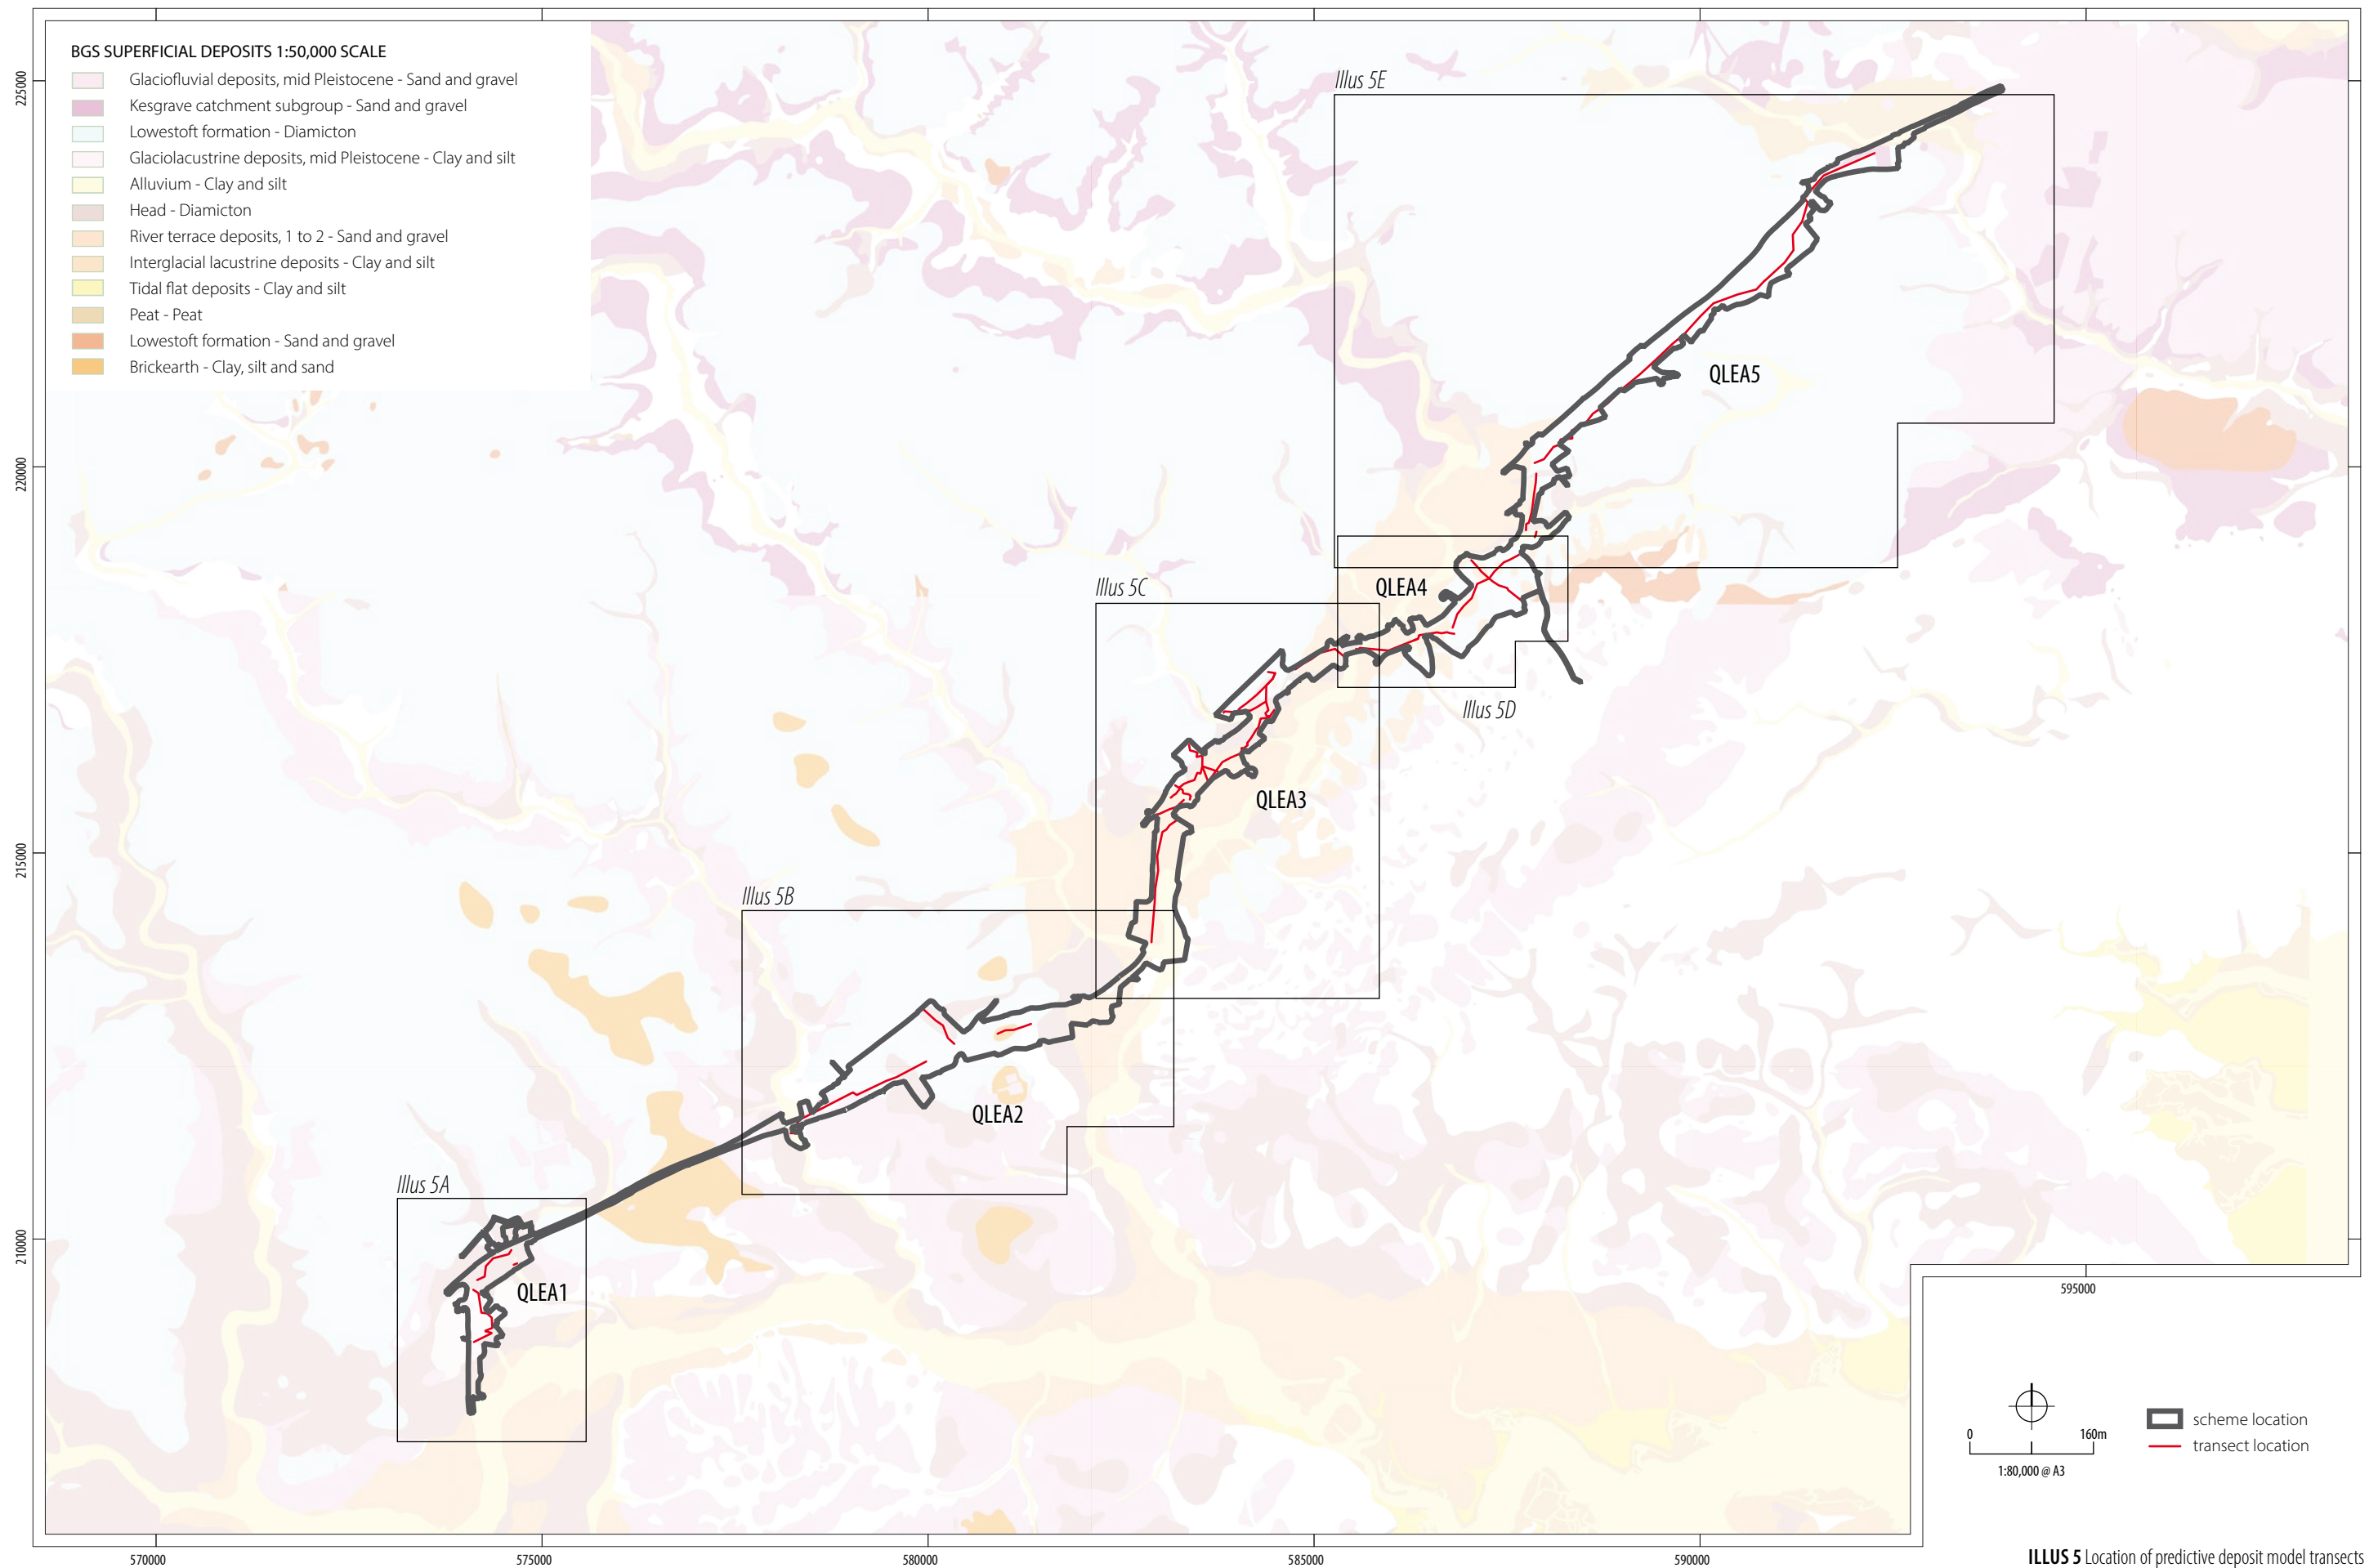 BGS SUPERFICIAL DEPOSITS 1:50,000 SCALE
Glaciofluvial deposits, mid Pleistocene - Sand and gravel
Kesgrave catchment subgroup - Sand and gravel
Lowestoft formation - Diamicton
Glaciolacustrine deposits, mid Pleistocene - Clay and silt
Alluvium - Clay and silt
Head - Diamicton
River terrace deposits, 1 to 2 - Sand and gravel
Interglacial lacustrine deposits - Clay and silt
Tidal flat deposits - Clay and silt
Peat - Peat
Lowestoft formation - Sand and gravel
Brickearth - Clay, silt and sand
225000
220000
215000
210000
Illus 5E
QLEA5
Illus 5C
QLEA4
Illus 5D
QLEA3
Illus 5B
QLEA2
Illus 5A
QLEA1
595000
0 160m
1:80,000 @ A3
scheme location
transect location
570000
575000
580000
585000
590000
ILLUS 5 Location of predictive deposit model transects